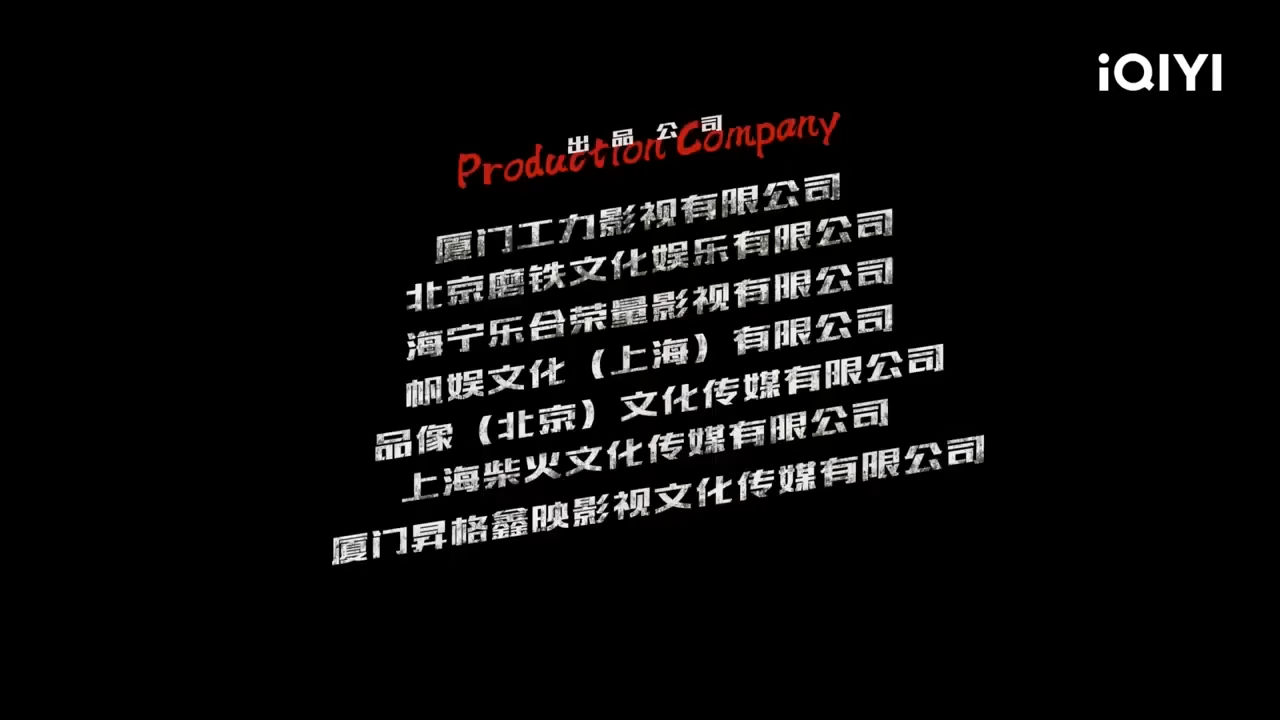 iQIYI
出品公司
Production Company
厦门工力影视有限公司
北京磨铁文化娱乐有限公司
海宁乐合荣量影视有限公司
帆娱文化（上海）有限公司
品像（北京）文化传媒有限公司
上海柴火文化传媒有限公司
厦门昇格鑫映影视文化传媒有限公司